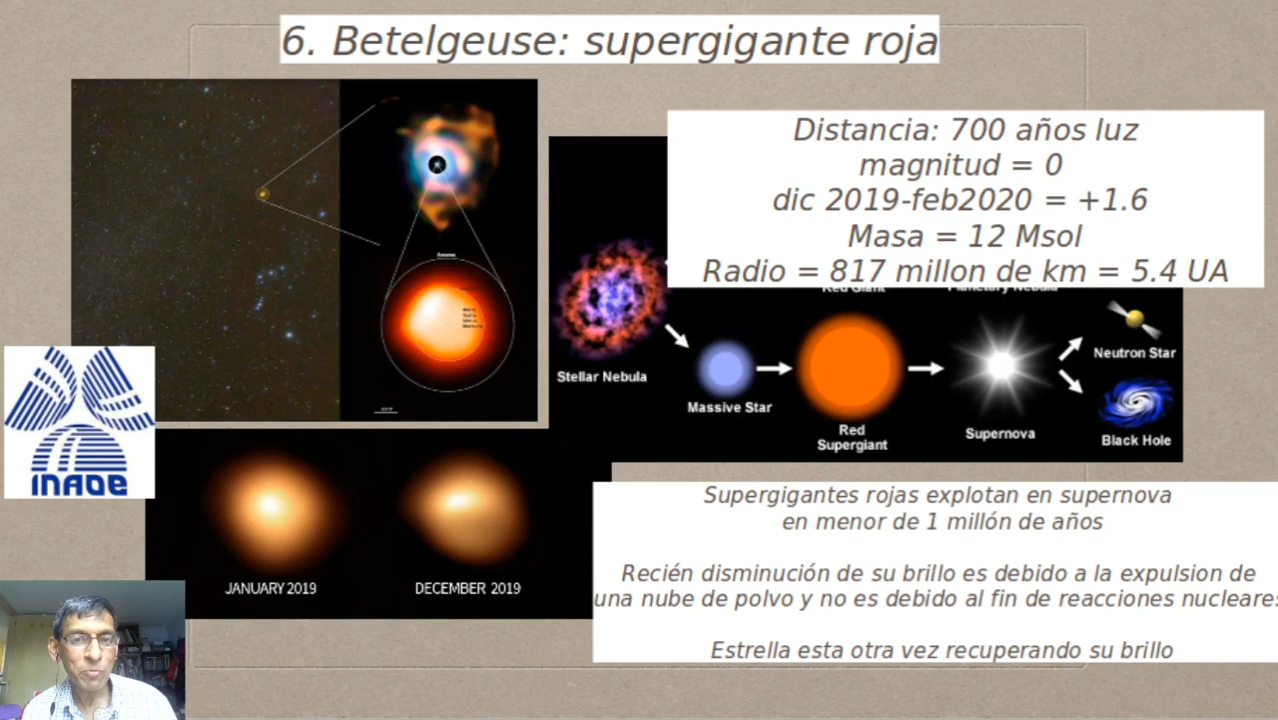 6. Betelgeuse: supergigante roja
Distancia: 700 años luz
magnitud = 0
dic 2019-feb2020 = +1.6
Masa = 12 Msol
Radio = 817 millon de km = 5.4 UA
Red Giant
Planetary Nebula
Stellar Nebula
Massive Star
Red
Supergiant
Supernova
Neutron Star
Black Hole
INAOE
JANUARY 2019
DECEMBER 2019
Supergigantes rojas explotan en supernova
en menor de 1 millón de años
Recién disminución de su brillo es debido a la expulsion de
una nube de polvo y no es debido al fin de reacciones nucleares
Estrella esta otra vez recuperando su brillo